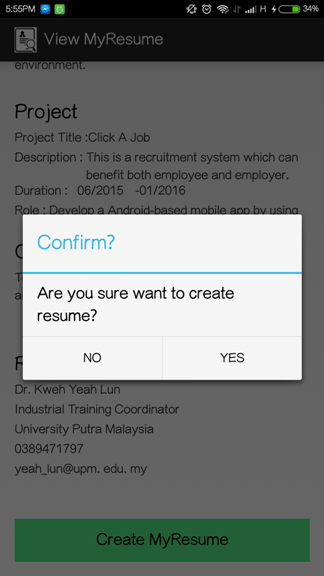 5:55PM H 34%
View MyResume
environment.
Project
Project Title :Click A Job
Description : This is a recruitment system which can
benefit both employee and employer.
Duration : 06/2015 -01/2016
Role : Develop a Android-based mobile app by using
Confirm?
Are you sure want to create
resume?
NO YES
Dr. Kweh Yeah Lun
Industrial Training Coordinator
University Putra Malaysia
0389471797
yeah_lun@upm. edu. my
Create MyResume